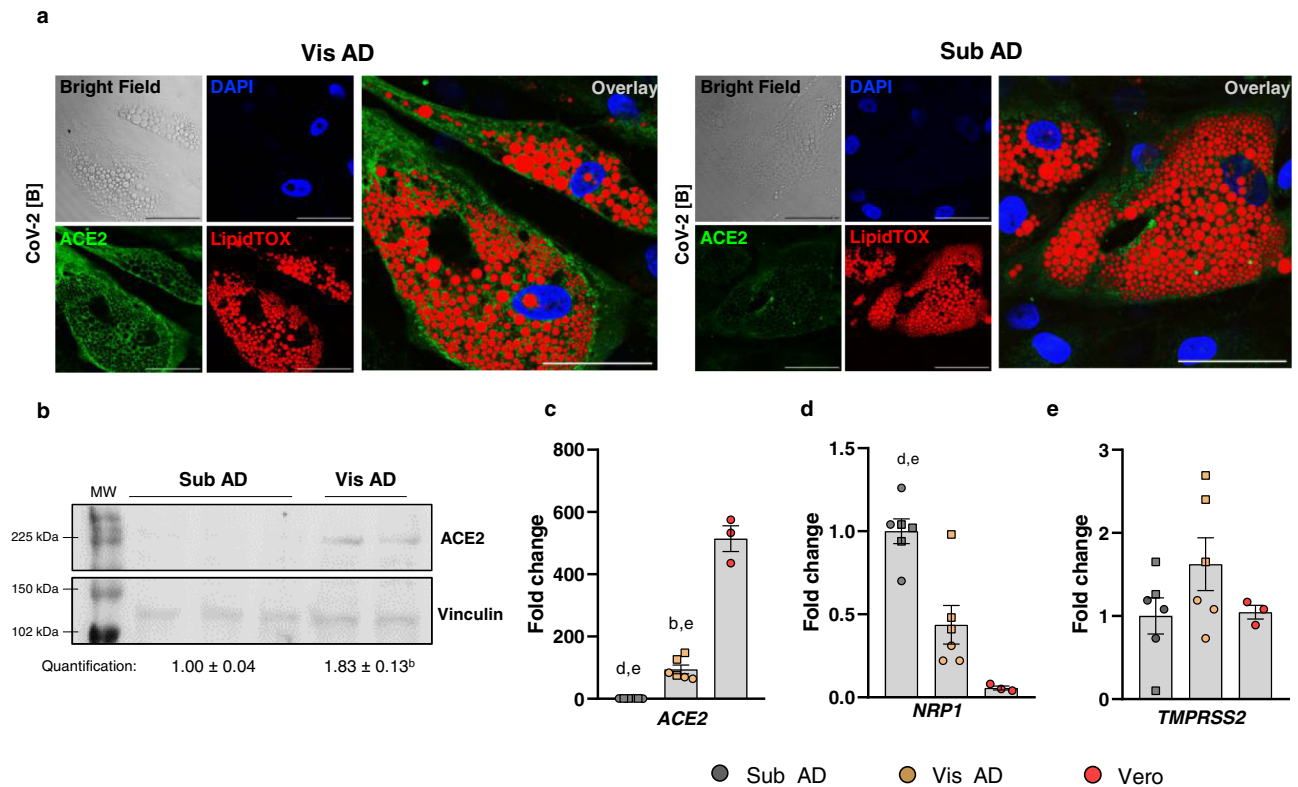 a
Vis AD
Sub AD
CoV-2 [B]
Bright Field
DAPI
Overlay
ACE2
LipidTOX
CoV-2 [B]
Bright Field
DAPI
Overlay
ACE2
LipidTOX
b
MW
Sub AD
Vis AD
225 kDa
ACE2
150 kDa
Vinculin
102 kDa
Quantification:
1.00 ± 0.04
1.83 ± 0.13ᵇ
c
Fold change
800
600
400
200
0
d,e
b,e
ACE2
d
Fold change
1.5
1.0
0.5
0.0
d,e
NRP1
e
Fold change
3
2
1
0
TMPRSS2
Sub AD
Vis AD
Vero